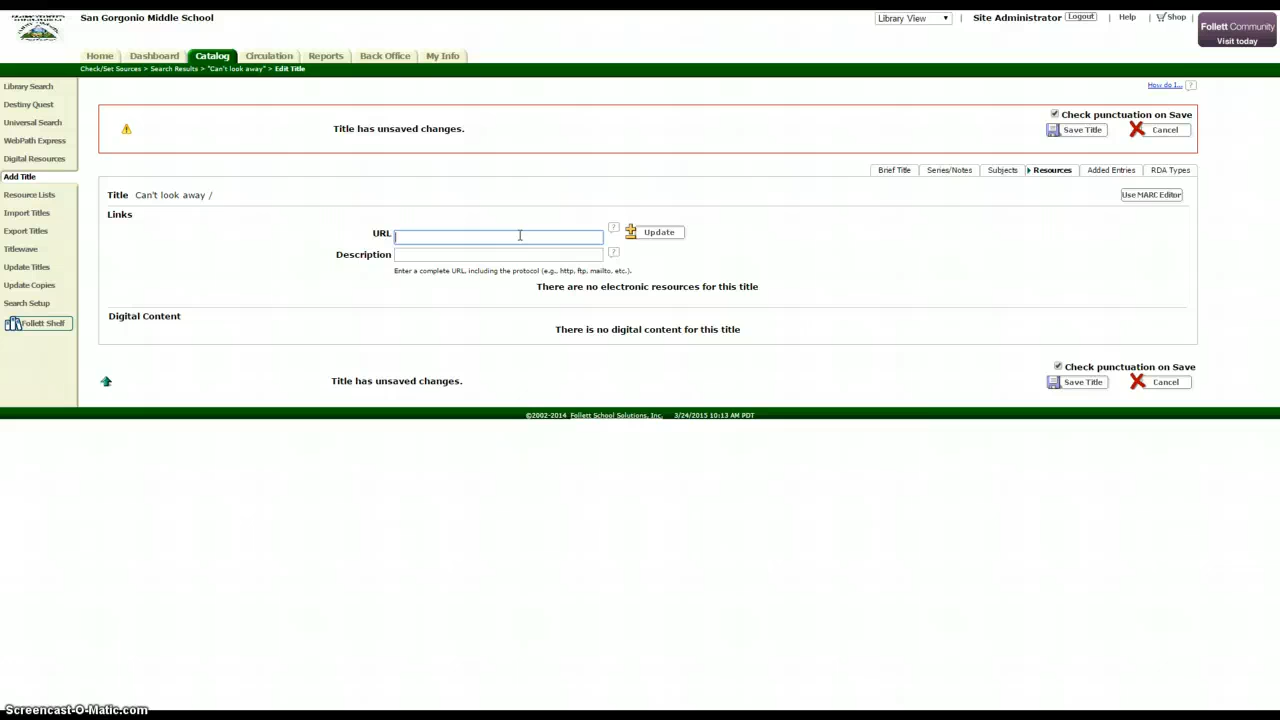 San Gorgonio Middle School
Library View
Site Administrator
Logout
Help
Shop
Follett Community
Visit today
Home
Dashboard
Catalog
Circulation
Reports
Back Office
My Info
Check/Set Sources > Search Results > "Can't look away" > Edit Title
Library Search
Destiny Quest
Universal Search
WebPath Express
Digital Resources
Add Title
Resource Lists
Import Titles
Export Titles
Titlewave
Update Titles
Update Copies
Search Setup
Follett Shelf
How do I... ?
Title has unsaved changes.
Check punctuation on Save
Save Title
Cancel
Brief Title
Series/Notes
Subjects
Resources
Added Entries
RDA Types
Title Can't look away /
Use MARC Editor
Links
URL ?
Update
Description ?
Enter a complete URL, including the protocol (e.g., http, ftp, mailto, etc.).
There are no electronic resources for this title
Digital Content
There is no digital content for this title
Title has unsaved changes.
Check punctuation on Save
Save Title
Cancel
©2002-2014 Follett School Solutions, Inc. 3/24/2015 10:13 AM PDT
Screencast-O-Matic.com